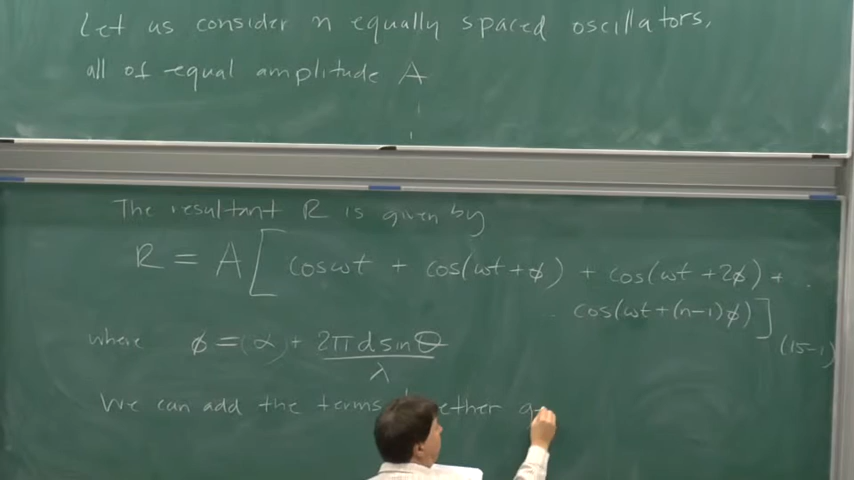 Let us consider n equally spaced oscillators,
all of equal amplitude A
The resultant R is given by
R = A [ cos ωt + cos(ωt + φ) + cos(ωt + 2φ) + .
. cos(ωt + (n-1)φ) ]
(15-1)
where φ = (α) + 2πd sin θ / λ
We can add the terms